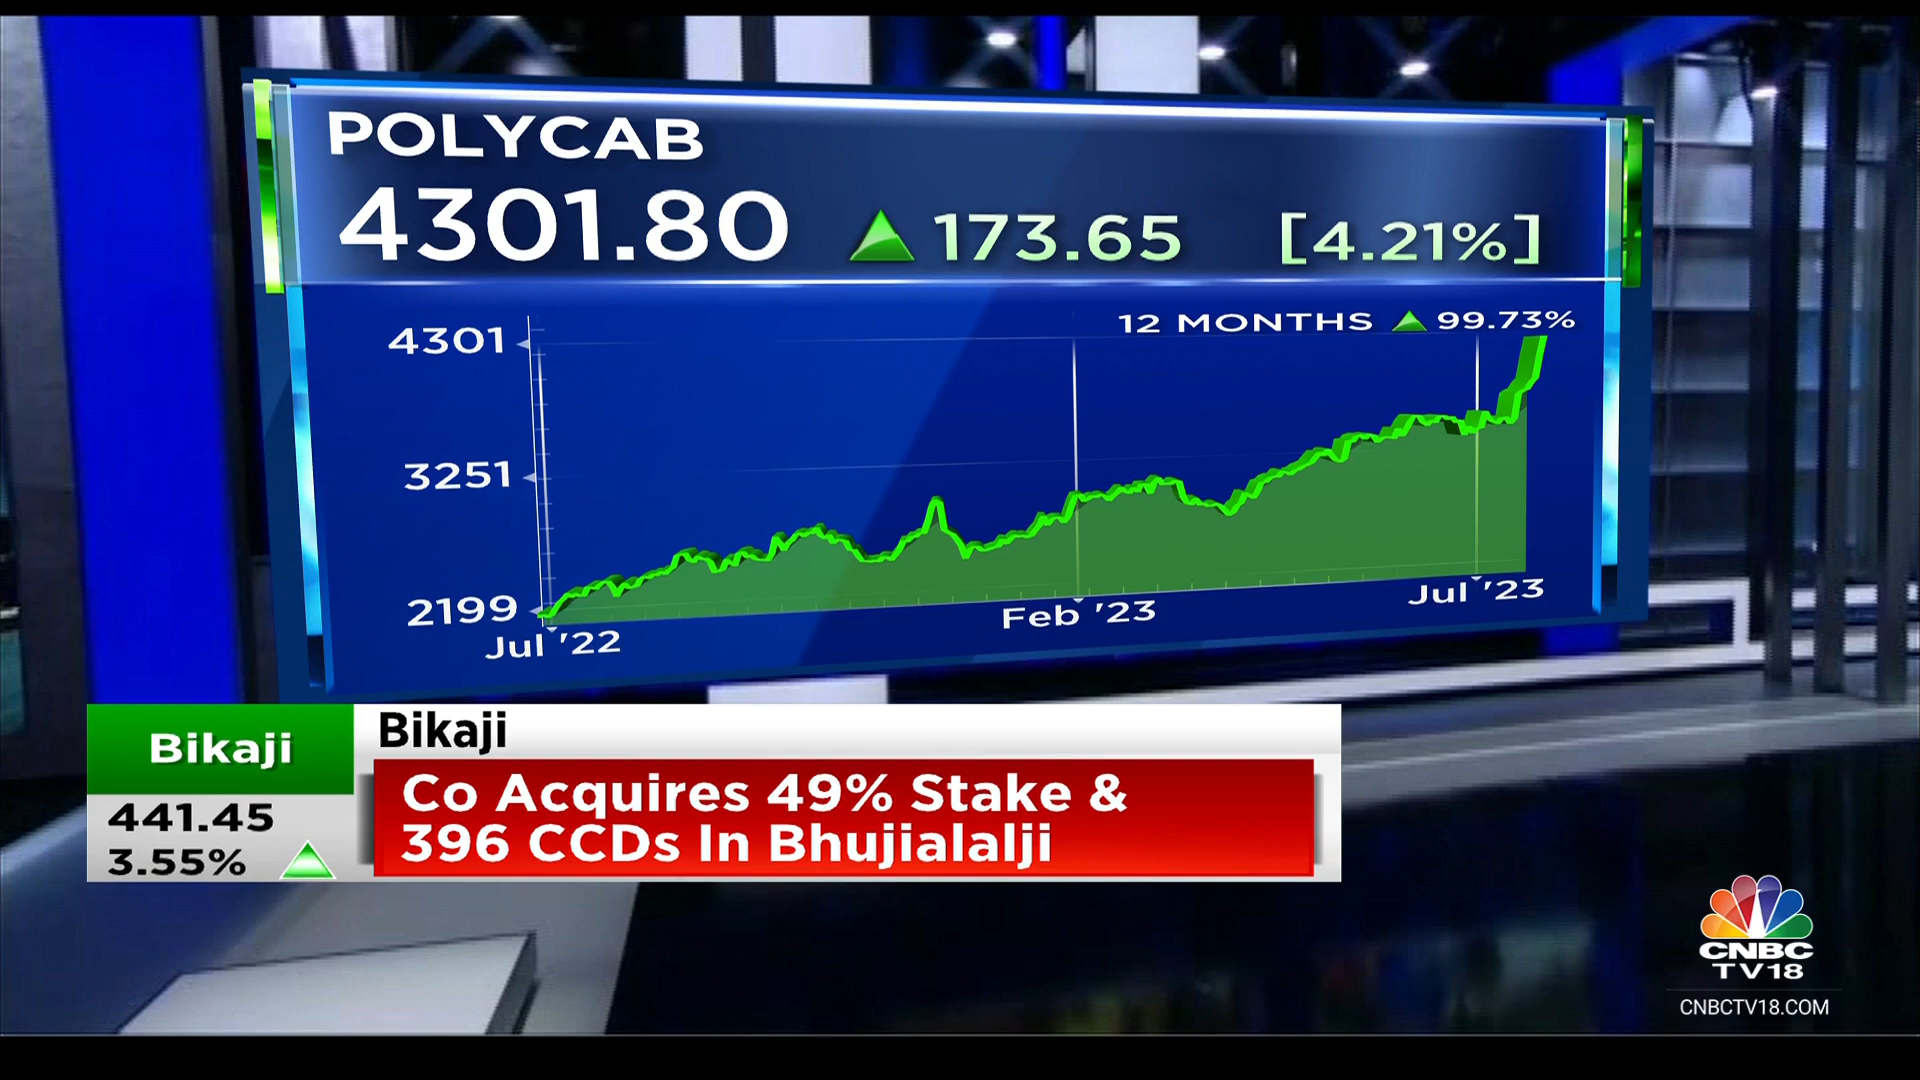 POLYCAB
4301.80 173.65 [4.21%]
12 MONTHS 99.73%
4301
3251
2199
Jul '22 Feb '23 Jul '23
Bikaji
441.45
3.55%
Bikaji
Co Acquires 49% Stake &
396 CCDs In Bhujialalji
CNBC
TV18
CNBCTV18.COM